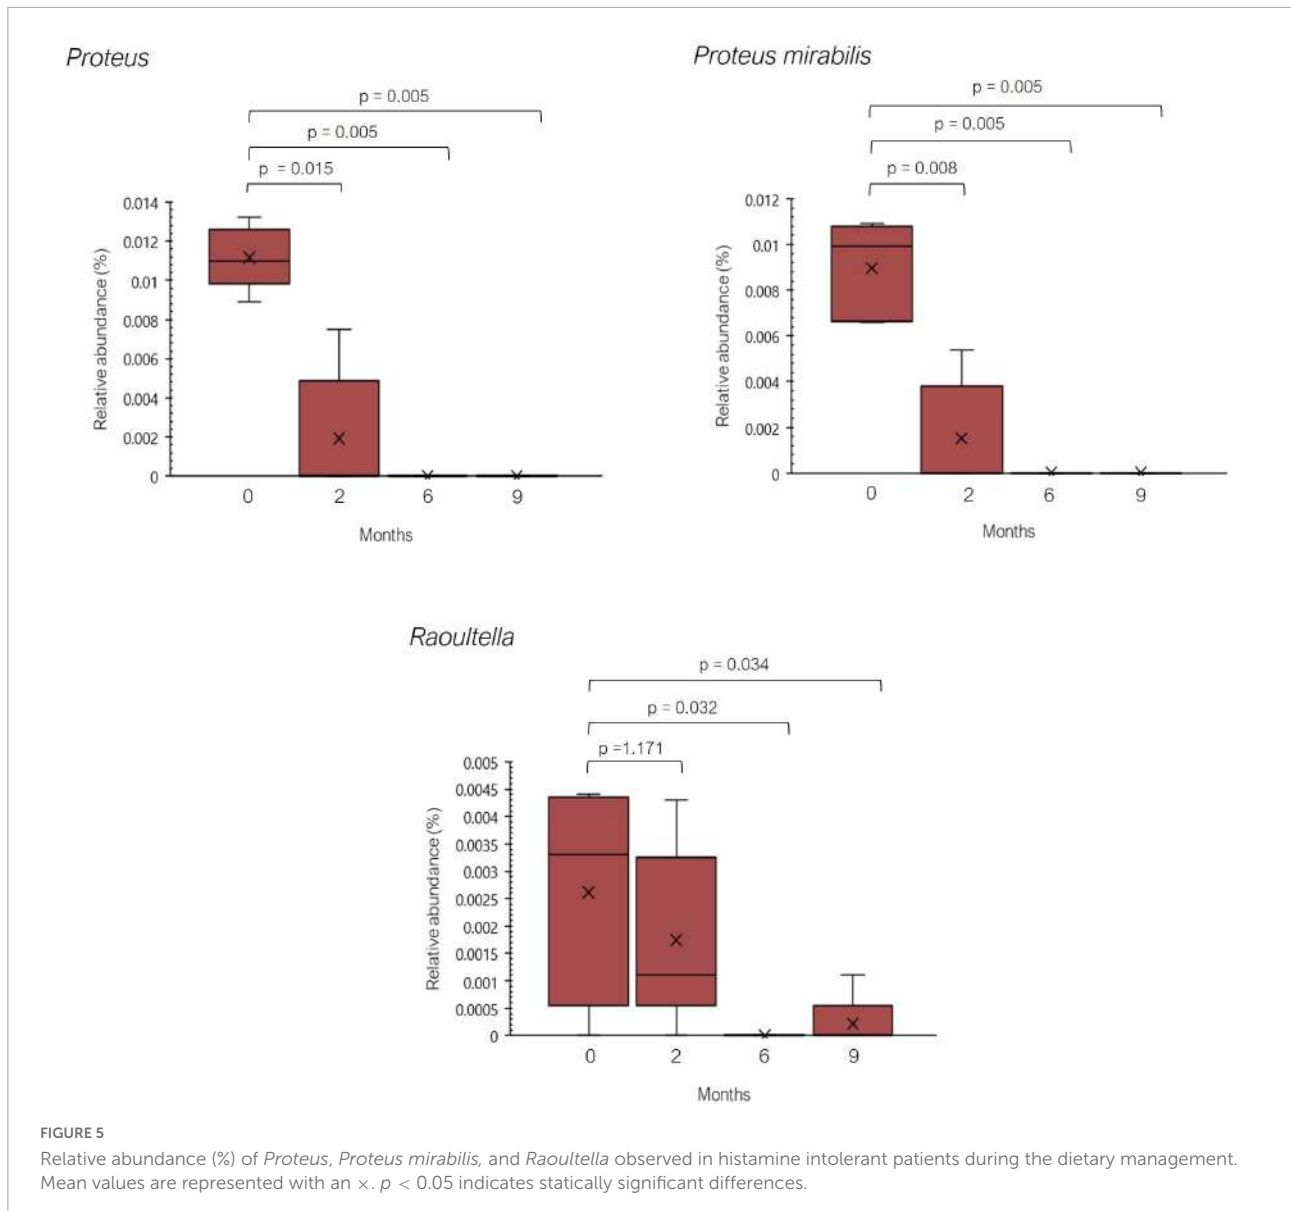 Proteus
p = 0.005
p = 0.005
p = 0.015
0.014
0.012
0.01
0.008
0.006
0.004
0.002
0
Relative abundance (%)
0 2 6 9
Months
Proteus mirabilis
p = 0.005
p = 0.005
p = 0.008
0.012
0.01
0.008
0.006
0.004
0.002
0
Relative abundance (%)
0 2 6 9
Months
Raoultella
p = 0.034
p = 0.032
p =1.171
0.005
0.0045
0.004
0.0035
0.003
0.0025
0.002
0.0015
0.001
0.0005
0
Relative abundance (%)
0 2 6 9
Months
FIGURE 5
Relative abundance (%) of Proteus, Proteus mirabilis, and Raoultella observed in histamine intolerant patients during the dietary management.
Mean values are represented with an ×. p < 0.05 indicates statically significant differences.